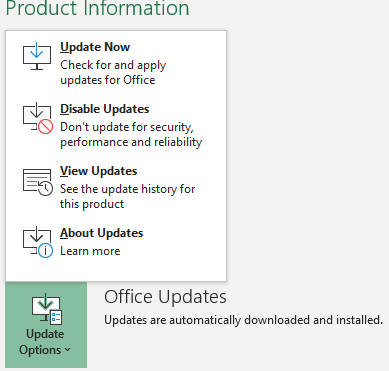 Product Information
Update Now
Check for and apply
updates for Office
Disable Updates
Don't update for security,
performance and reliability
View Updates
See the update history for
this product
About Updates
Learn more
Update
Options
Office Updates
Updates are automatically downloaded and installed.